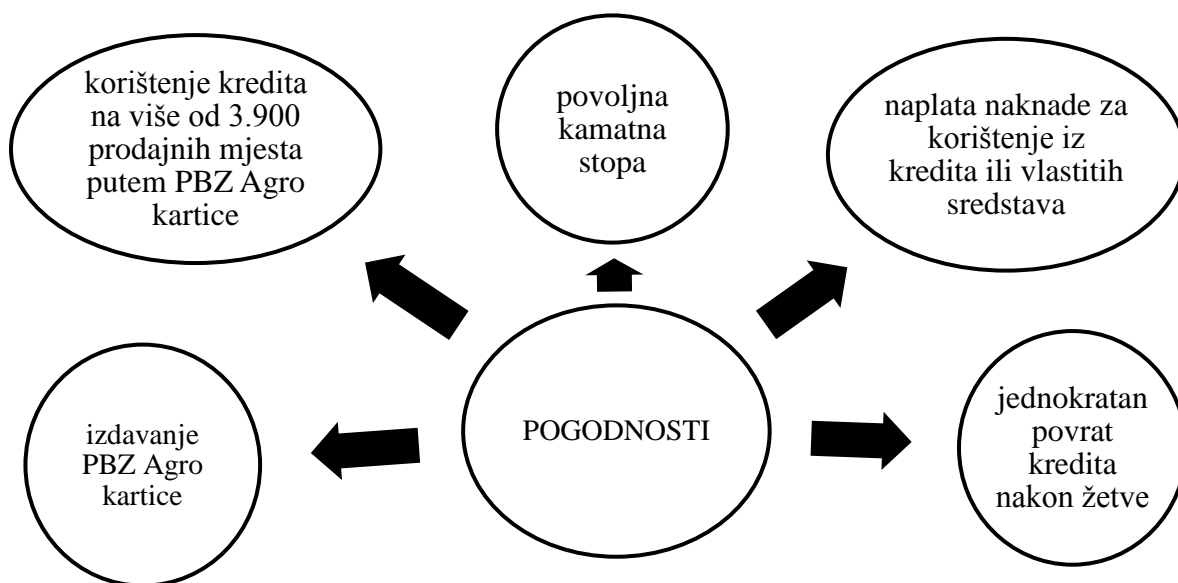 korištenje kredita
na više od 3.900
prodajnih mjesta
putem PBZ Agro
kartice
povoljna
kamatna
stopa
naplata naknade za
korištenje iz
kredita ili vlastitih
sredstava
izdavanje
PBZ Agro
kartice
POGODNOSTI
jednokratan
povrat
kredita
nakon žetve